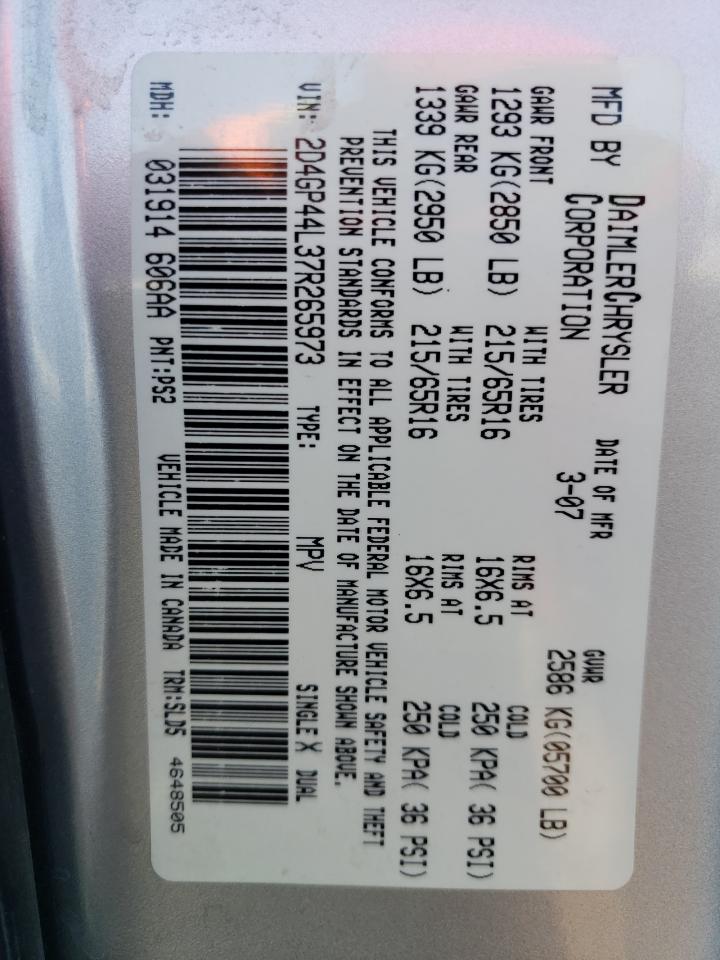 MFD BY DAIMLERCHRYSLER CORPORATION DATE OF MFR 3-07 GVWR 2586 KG(05700 LB)
GAWR FRONT WITH TIRES RIMS AT COLD
1293 KG(2850 LB) 215/65R16 16X6.5 250 KPA( 36 PSI)
GAWR REAR WITH TIRES RIMS AT COLD
1339 KG(2950 LB) 215/65R16 16X6.5 250 KPA( 36 PSI)
THIS VEHICLE CONFORMS TO ALL APPLICABLE FEDERAL MOTOR VEHICLE SAFETY AND THEFT
PREVENTION STANDARDS IN EFFECT ON THE DATE OF MANUFACTURE SHOWN ABOVE.
VIN: 2D4GP44L37R265973 TYPE: MPV SINGLE X DUAL
MDH: 031914 606AA PNT:PS2 VEHICLE MADE IN CANADA TRM:SLD5 4648505